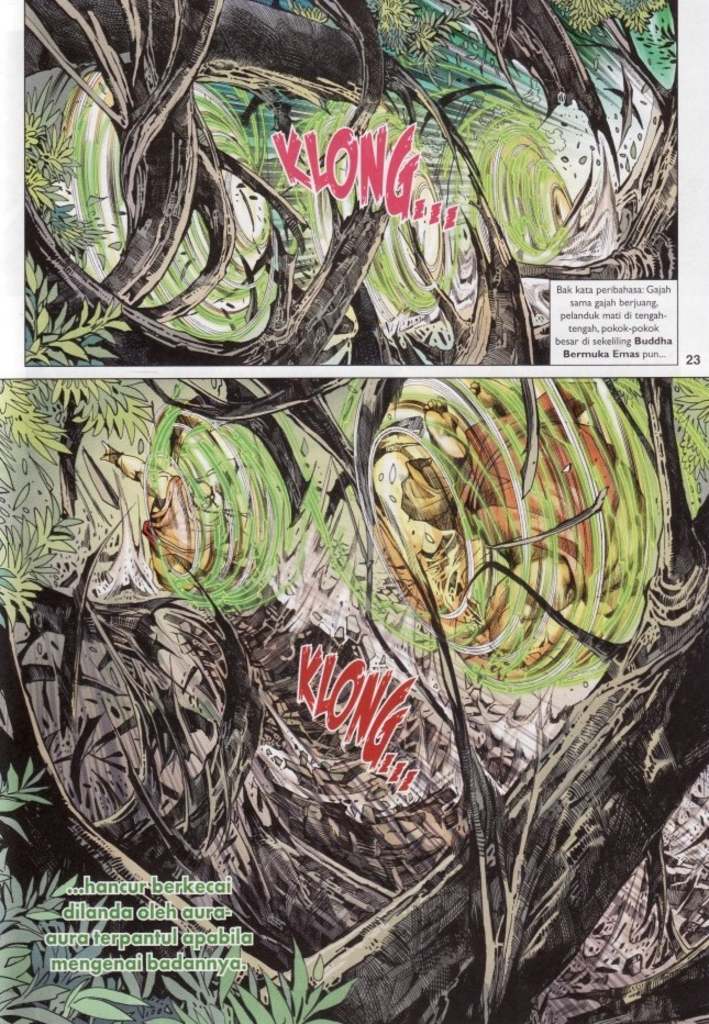 KLONG...
Bak kata peribahasa: Gajah
sama gajah berjuang,
pelanduk mati di tengah-
tengah, pokok-pokok
besar di sekeliling Buddha
Bermuka Emas pun...
23
KLONG...
...hancur berkecai
dilanda oleh aura-
aura terpantul apabila
mengenai badannya.